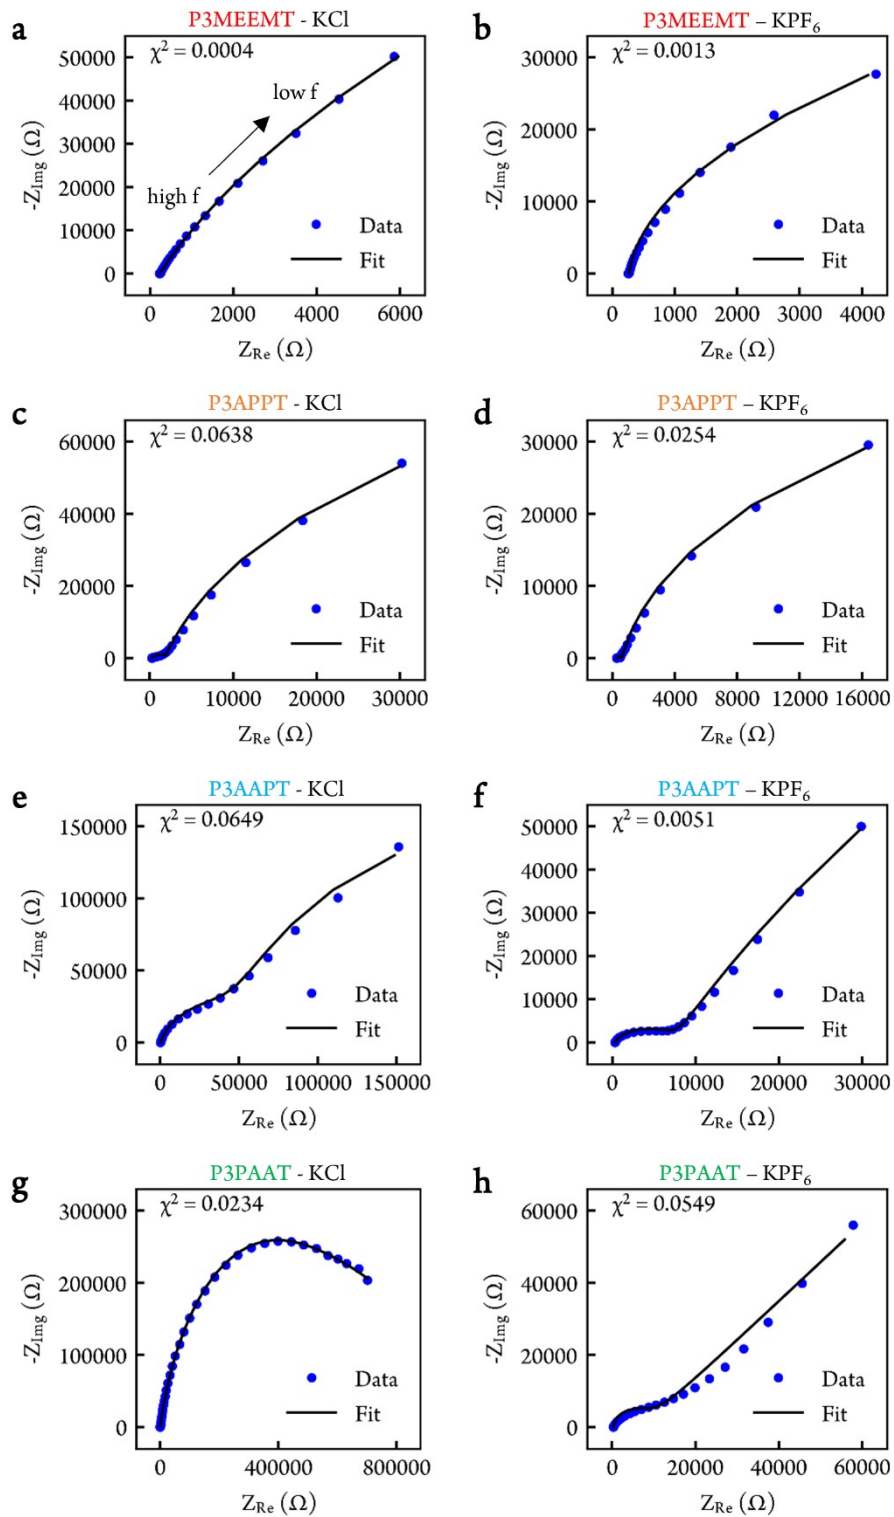 a P3MEEMT - KCl
χ² = 0.0004
50000
40000
30000
20000
10000
0
-Z_Img (Ω)
low f
high f
Data
Fit
0 2000 4000 6000
Z_Re (Ω)
b P3MEEMT – KPF₆
χ² = 0.0013
30000
20000
10000
0
-Z_Img (Ω)
Data
Fit
0 1000 2000 3000 4000
Z_Re (Ω)
c P3APPT - KCl
χ² = 0.0638
60000
40000
20000
0
-Z_Img (Ω)
Data
Fit
0 10000 20000 30000
Z_Re (Ω)
d P3APPT – KPF₆
χ² = 0.0254
30000
20000
10000
0
-Z_Img (Ω)
Data
Fit
0 4000 8000 12000 16000
Z_Re (Ω)
e P3AAPT - KCl
χ² = 0.0649
150000
100000
50000
0
-Z_Img (Ω)
Data
Fit
0 50000 100000 150000
Z_Re (Ω)
f P3AAPT – KPF₆
χ² = 0.0051
50000
40000
30000
20000
10000
0
-Z_Img (Ω)
Data
Fit
0 10000 20000 30000
Z_Re (Ω)
g P3PAAT - KCl
χ² = 0.0234
300000
200000
100000
0
-Z_Img (Ω)
Data
Fit
0 400000 800000
Z_Re (Ω)
h P3PAAT – KPF₆
χ² = 0.0549
60000
40000
20000
0
-Z_Img (Ω)
Data
Fit
0 20000 40000 60000
Z_Re (Ω)